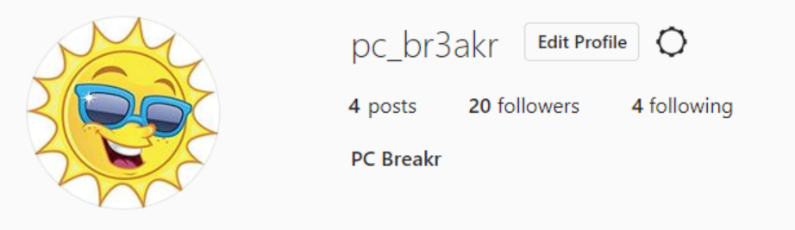 pc_br3akr Edit Profile
4 posts 20 followers 4 following
PC Breakr